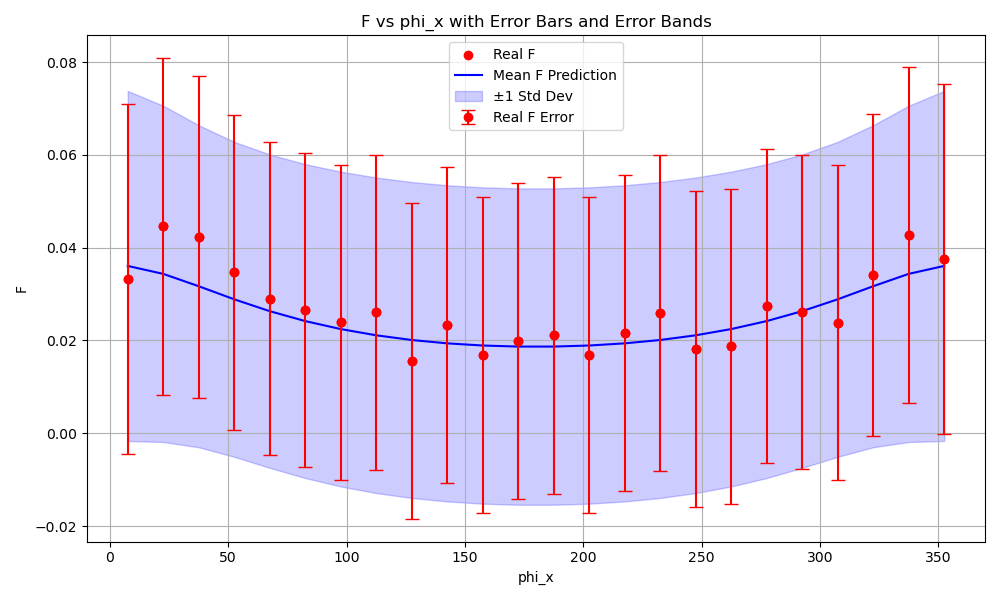 F vs phi_x with Error Bars and Error Bands
Real F
Mean F Prediction
±1 Std Dev
Real F Error
0.08
0.06
0.04
0.02
0.00
−0.02
F
0
50
100
150
200
250
300
350
phi_x